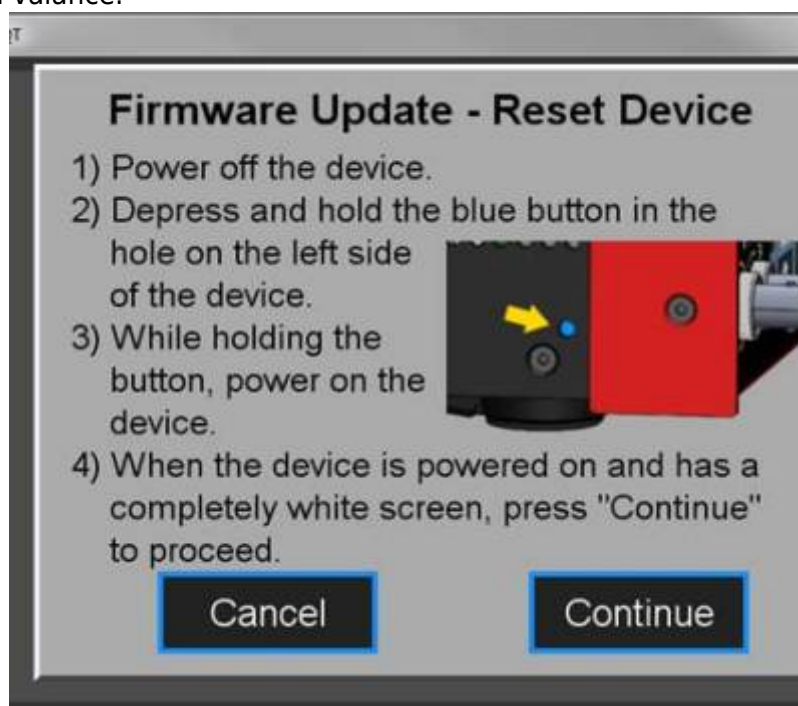 Firmware Update - Reset Device
1) Power off the device.
2) Depress and hold the blue button in the
hole on the left side
of the device.
3) While holding the
button, power on the
device.
4) When the device is powered on and has a
completely white screen, press "Continue"
to proceed.
Cancel
Continue